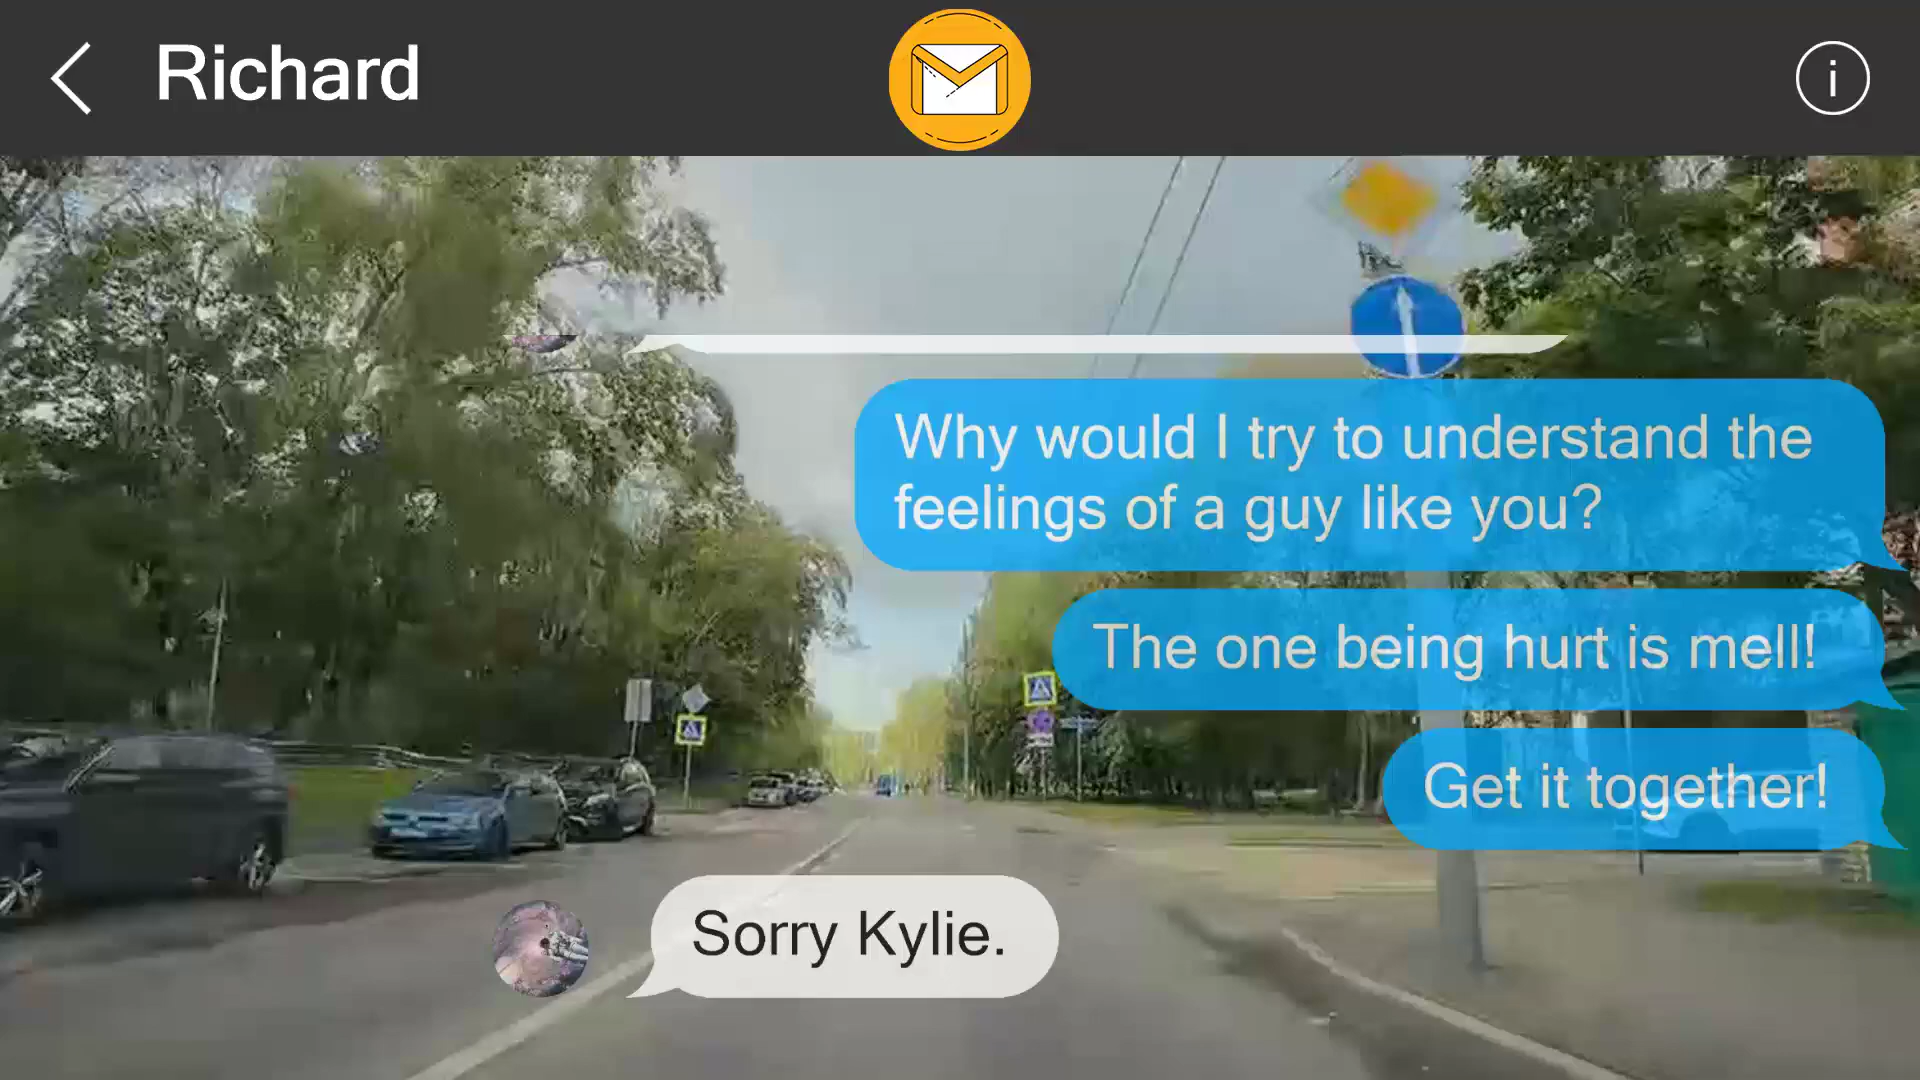 Richard
Why would I try to understand the
feelings of a guy like you?
The one being hurt is mell!
Get it together!
Sorry Kylie.